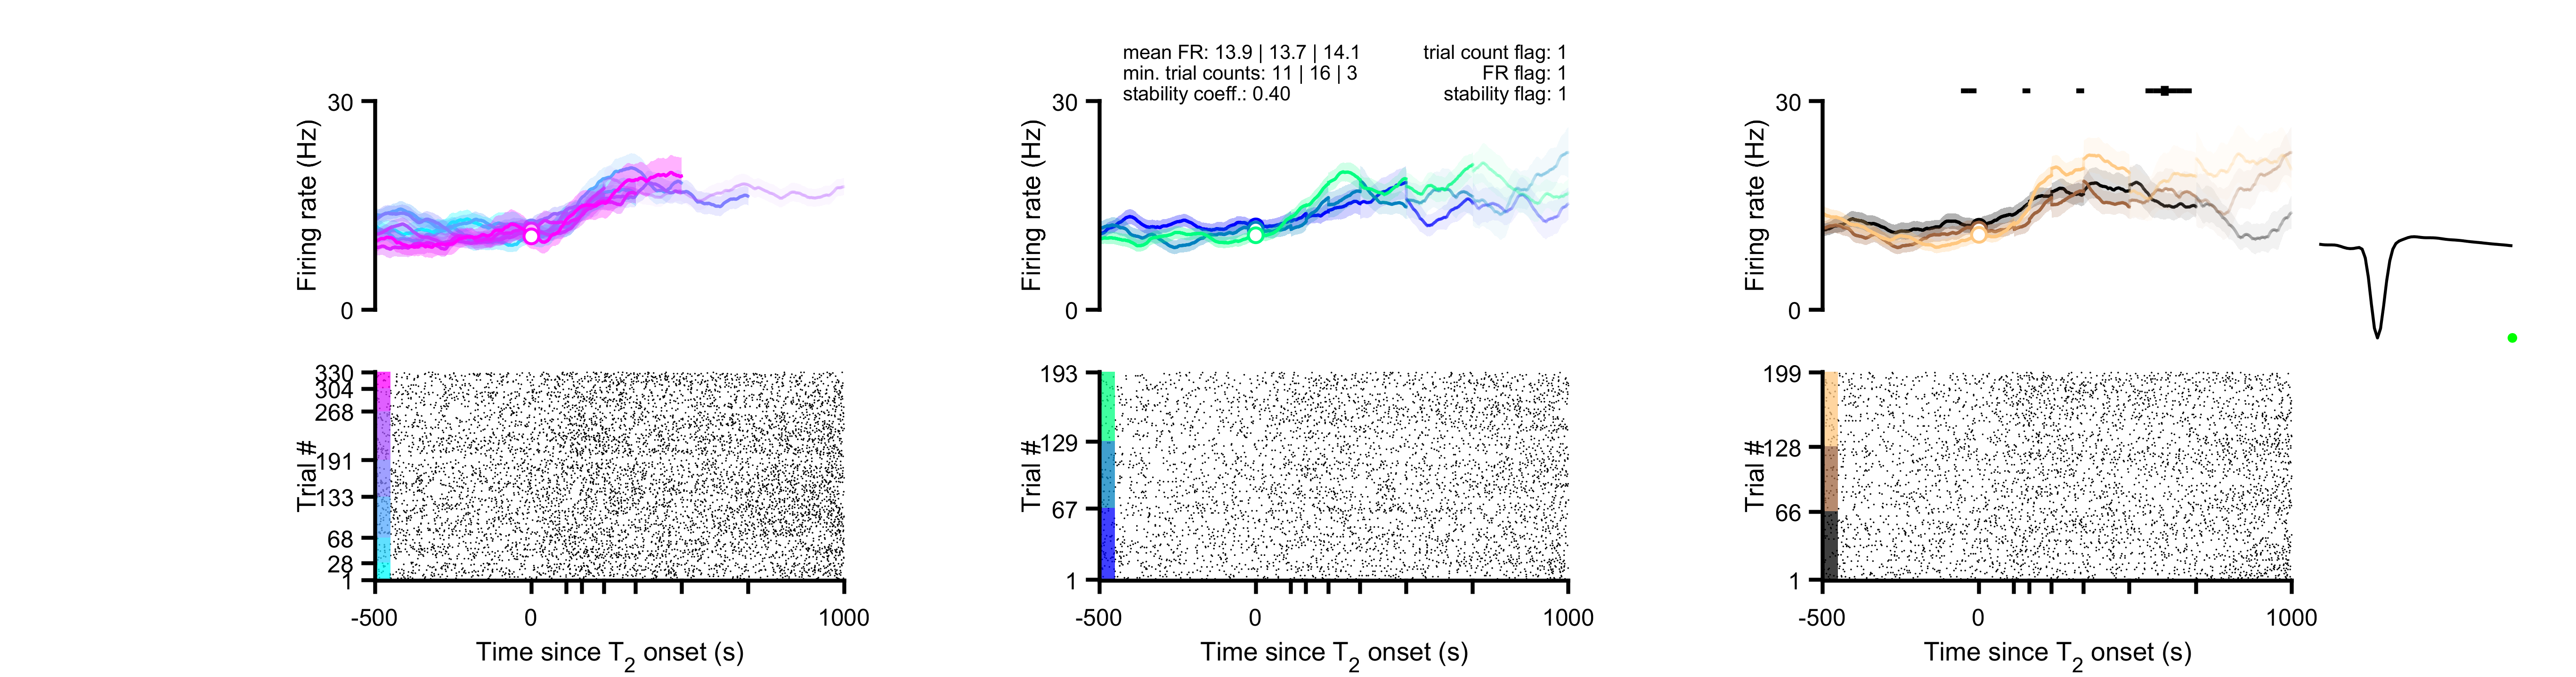 mean FR: 13.9 | 13.7 | 14.1
min. trial counts: 11 | 16 | 3
stability coeff.: 0.40
trial count flag: 1
FR flag: 1
stability flag: 1
30
Firing rate (Hz)
0
30
Firing rate (Hz)
0
30
Firing rate (Hz)
0
330
304
268
191
133
68
28
1
Trial #
-500
0
1000
Time since T2 onset (s)
193
129
67
1
Trial #
-500
0
1000
Time since T2 onset (s)
199
128
66
1
Trial #
-500
0
1000
Time since T2 onset (s)